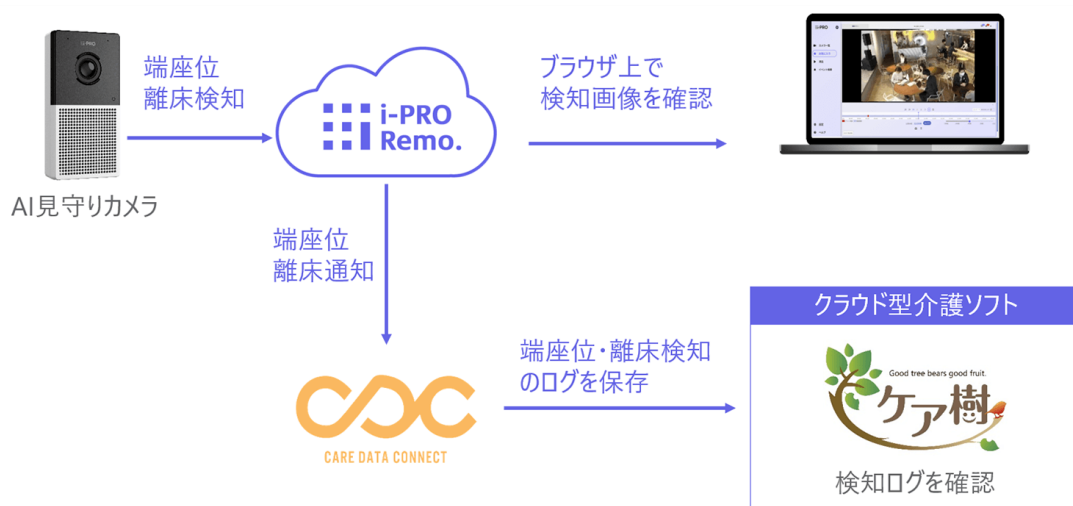 i-PRO
端座位
離床検知
AI見守りカメラ
i-PRO
Remo.
ブラウザ上で
検知画像を確認
i-PRO
端座位
離床通知
CDC
CARE DATA CONNECT
端座位・離床検知
のログを保存
クラウド型介護ソフト
Good tree bears good fruit.
ケア樹
検知ログを確認